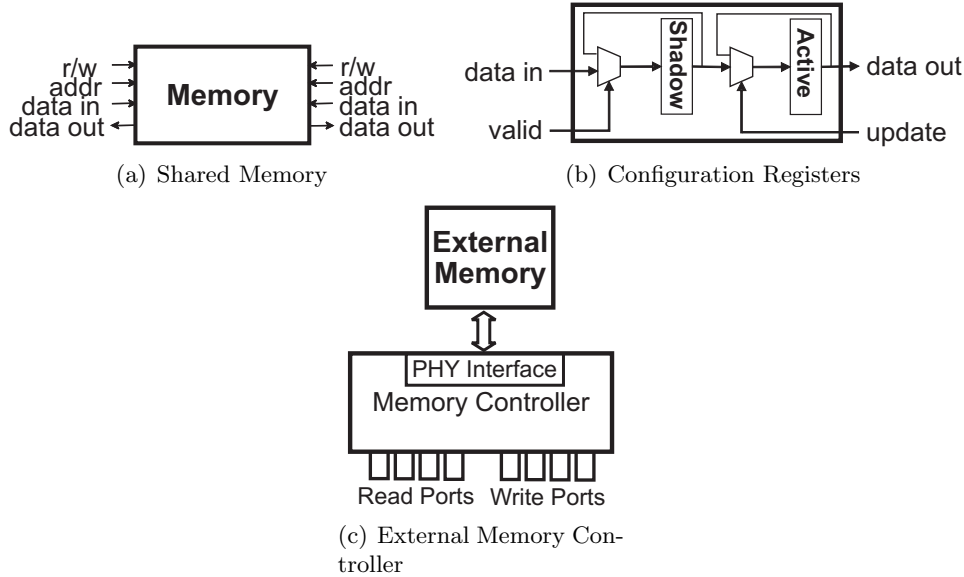 r/w
addr
data in
data out
Memory
r/w
addr
data in
data out
(a) Shared Memory
data in
valid
Shadow
Active
data out
update
(b) Configuration Registers
External
Memory
PHY Interface
Memory Controller
Read Ports
Write Ports
(c) External Memory Con-
troller